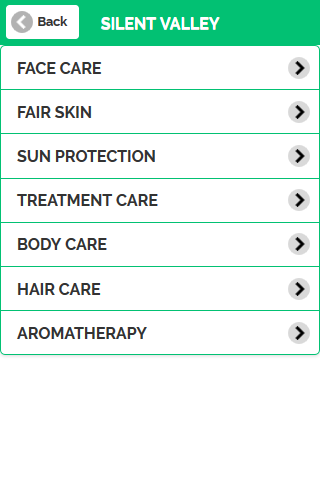 Back
SILENT VALLEY
FACE CARE
FAIR SKIN
SUN PROTECTION
TREATMENT CARE
BODY CARE
HAIR CARE
AROMATHERAPY